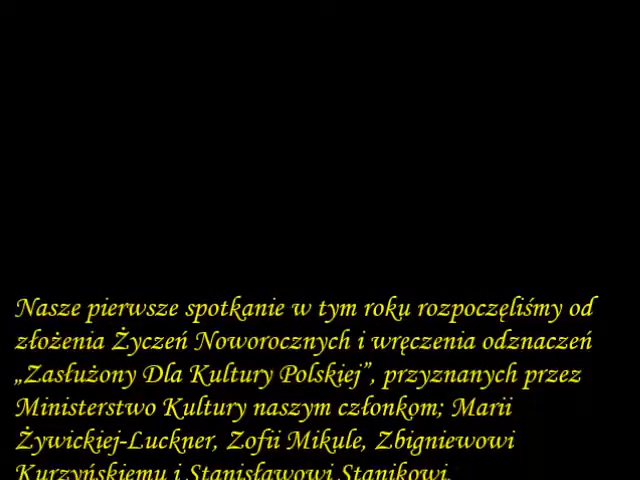 Nasze pierwsze spotkanie w tym roku rozpoczęliśmy od
złożenia Życzeń Noworocznych i wręczenia odznaczeń
„Zasłużony Dla Kultury Polskiej”, przyznanych przez
Ministerstwo Kultury naszym członkom; Marii
Żywickiej-Luckner, Zofii Mikule, Zbigniewowi
Kurzyńskiemu i Stanisławowi Stanikowi.